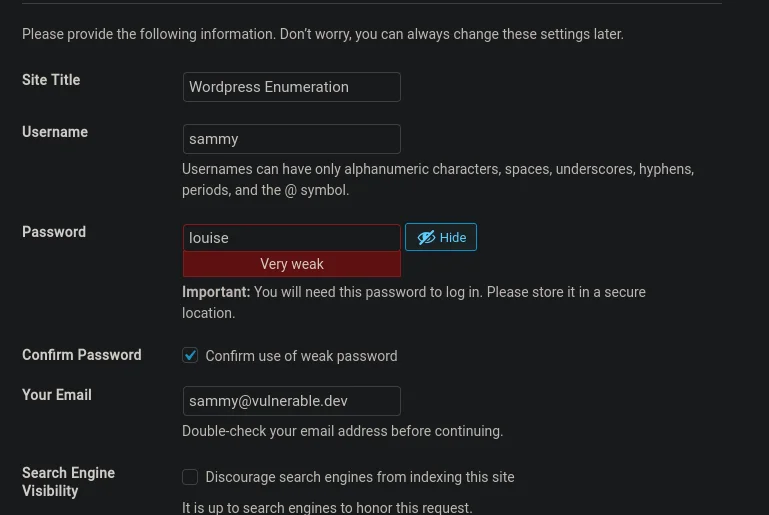 Please provide the following information. Don’t worry, you can always change these settings later.
Site Title
Wordpress Enumeration
Username
sammy
Usernames can have only alphanumeric characters, spaces, underscores, hyphens,
periods, and the @ symbol.
Password
louise
Hide
Very weak
Important: You will need this password to log in. Please store it in a secure
location.
Confirm Password
Confirm use of weak password
Your Email
sammy@vulnerable.dev
Double-check your email address before continuing.
Search Engine
Visibility
Discourage search engines from indexing this site
It is up to search engines to honor this request.